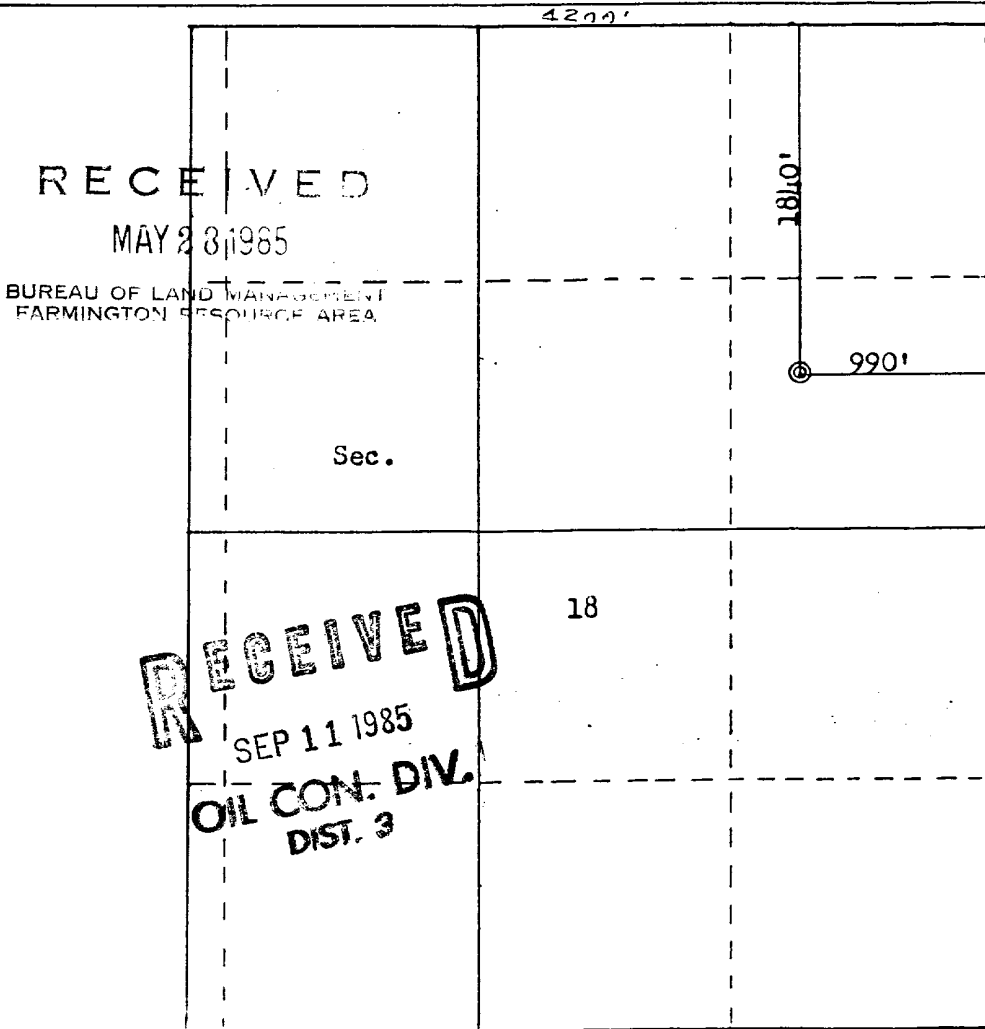 RECEIVED
MAY 28 1985
BUREAU OF LAND MANAGEMENT
FARMINGTON RESOURCE AREA
1840'
990'
Sec.
18
RECEIVED
SEP 11 1985
OIL CON. DIV.
DIST. 3